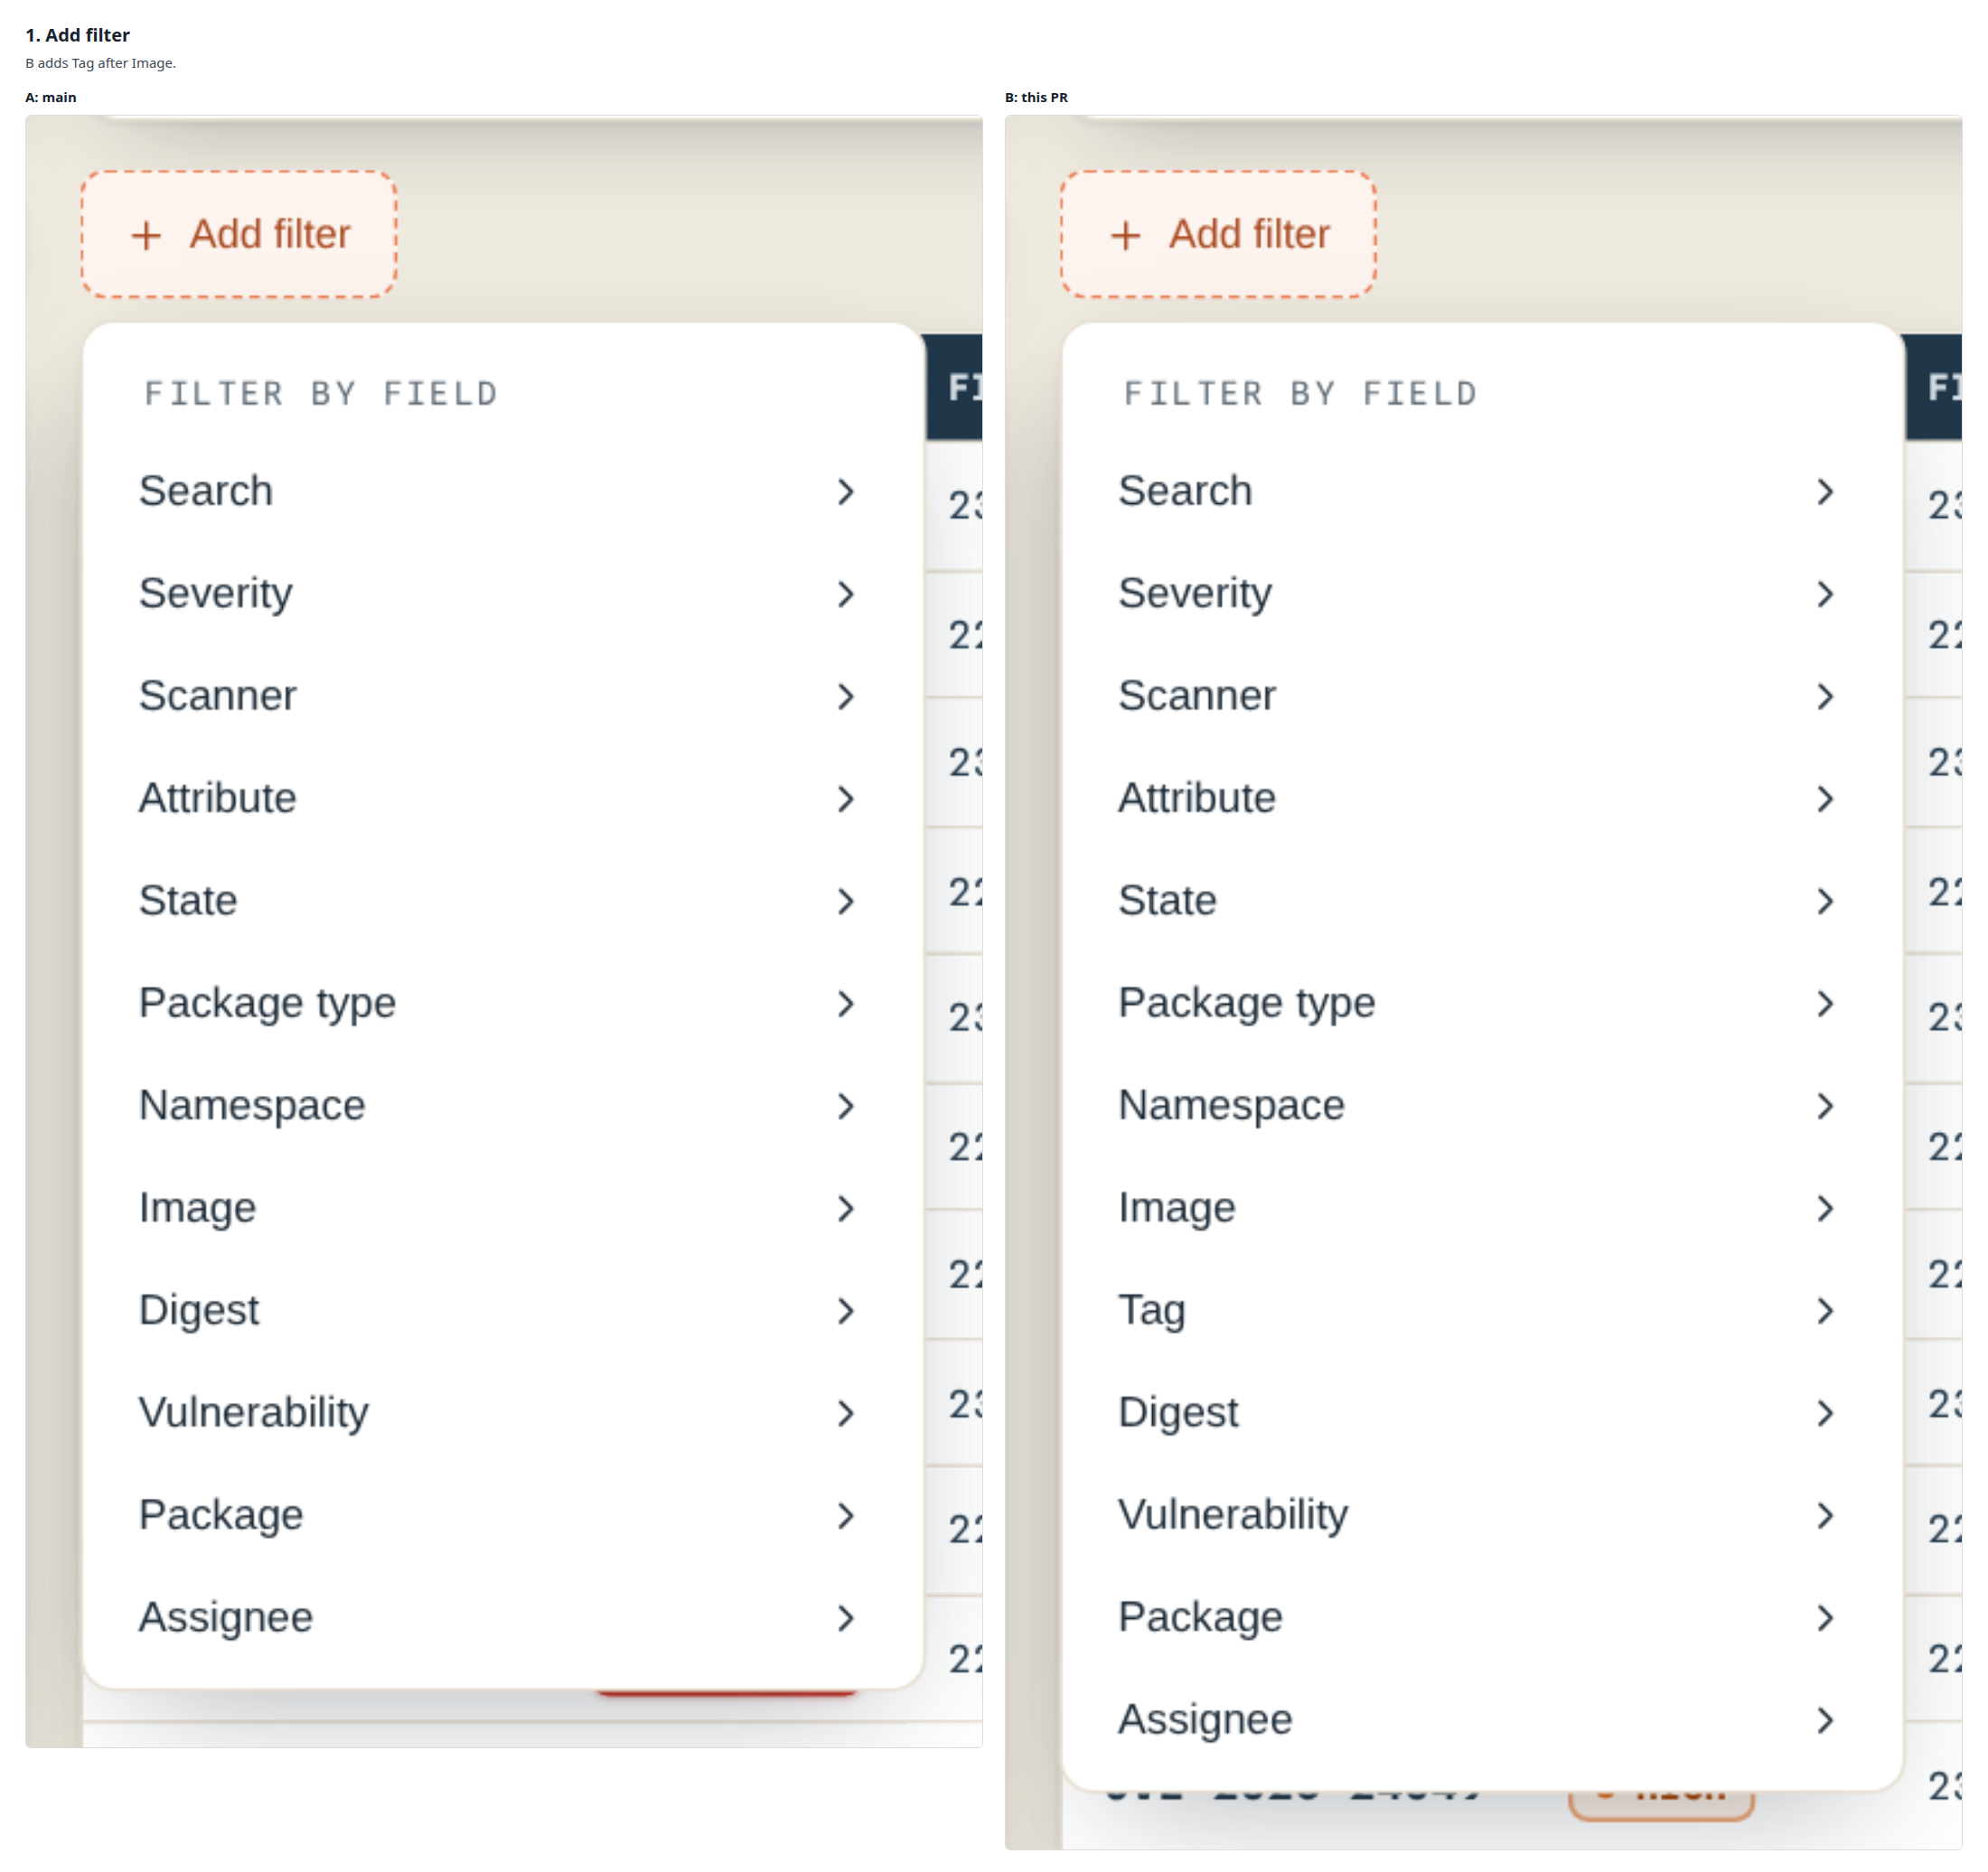 1. Add filter
B adds Tag after Image.
A: main
+ Add filter
FILTER BY FIELD
Search
Severity
Scanner
Attribute
State
Package type
Namespace
Image
Digest
Vulnerability
Package
Assignee
B: this PR
+ Add filter
FILTER BY FIELD
Search
Severity
Scanner
Attribute
State
Package type
Namespace
Image
Tag
Digest
Vulnerability
Package
Assignee